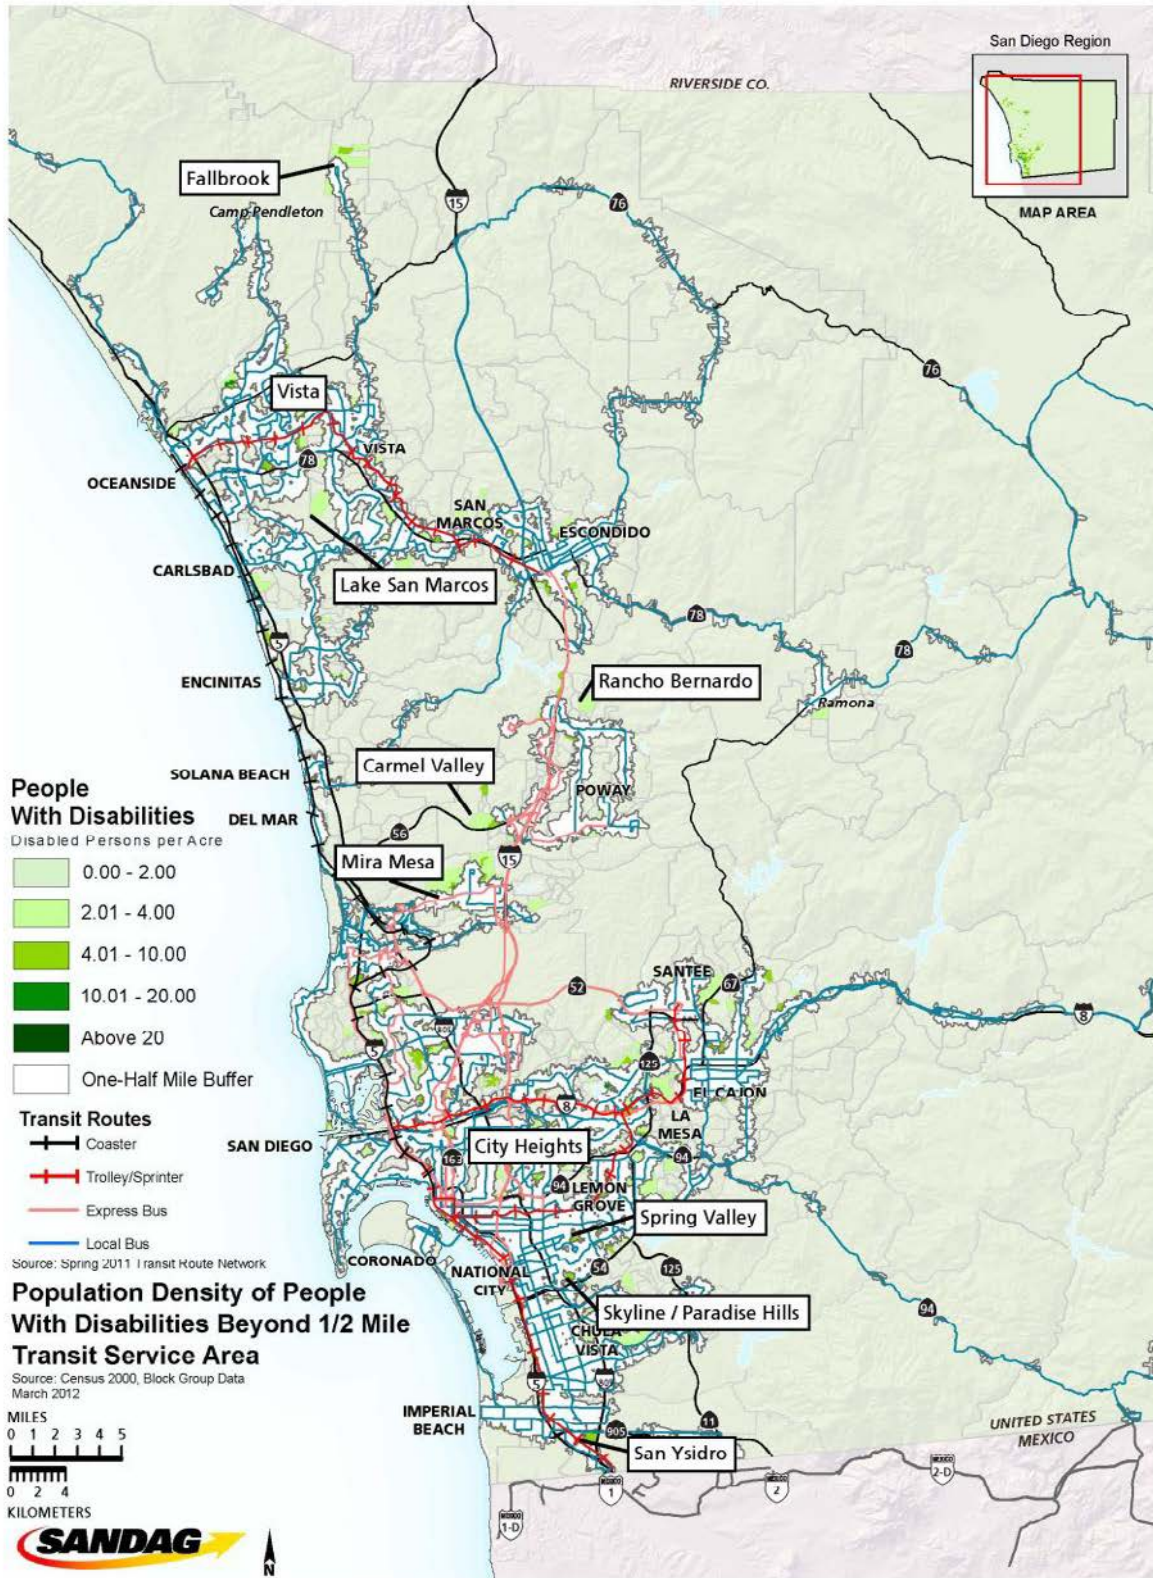 San Diego Region
RIVERSIDE CO.
MAP AREA
Fallbrook
Camp Pendleton
15
76
76
Vista
VISTA
78
OCEANSIDE
SAN
MARCOS
ESCONDIDO
CARLSBAD
Lake San Marcos
5
78
78
ENCINITAS
Rancho Bernardo
Ramona
Carmel Valley
SOLANA BEACH
POWAY
DEL MAR
56
Mira Mesa
15
SANTEE
52
67
8
5
125
8
EL CAJON
LA
MESA
SAN DIEGO
City Heights
163
94
94
LEMON
GROVE
Spring Valley
CORONADO
NATIONAL
CITY
54
125
Skyline / Paradise Hills
CHULA
VISTA
94
5
IMPERIAL
BEACH
905
11
San Ysidro
UNITED STATES
MEXICO
1
2
2-D
1-D
People
With Disabilities
Disabled Persons per Acre
0.00 - 2.00
2.01 - 4.00
4.01 - 10.00
10.01 - 20.00
Above 20
One-Half Mile Buffer
Transit Routes
Coaster
Trolley/Sprinter
Express Bus
Local Bus
Source: Spring 2011 Transit Route Network
Population Density of People
With Disabilities Beyond 1/2 Mile
Transit Service Area
Source: Census 2000, Block Group Data
March 2012
MILES
0 1 2 3 4 5
0 2 4
KILOMETERS
SANDAG
N